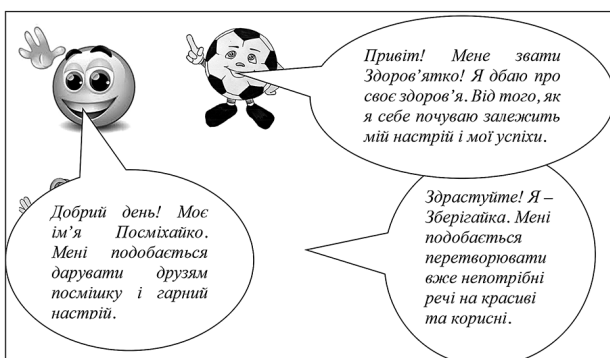 Привіт! Мене звати
Здоров’ятко! Я дбаю про
своє здоров’я. Від того, як
я себе почуваю залежить
мій настрій і мої успіхи.
Добрий день! Моє
ім’я Посміхайко.
Мені подобається
дарувати друзям
посмішку і гарний
настрій.
Здрастуйте! Я –
Зберігайка. Мені
подобається
перетворювати
вже непотрібні
речі на красиві
та корисні.